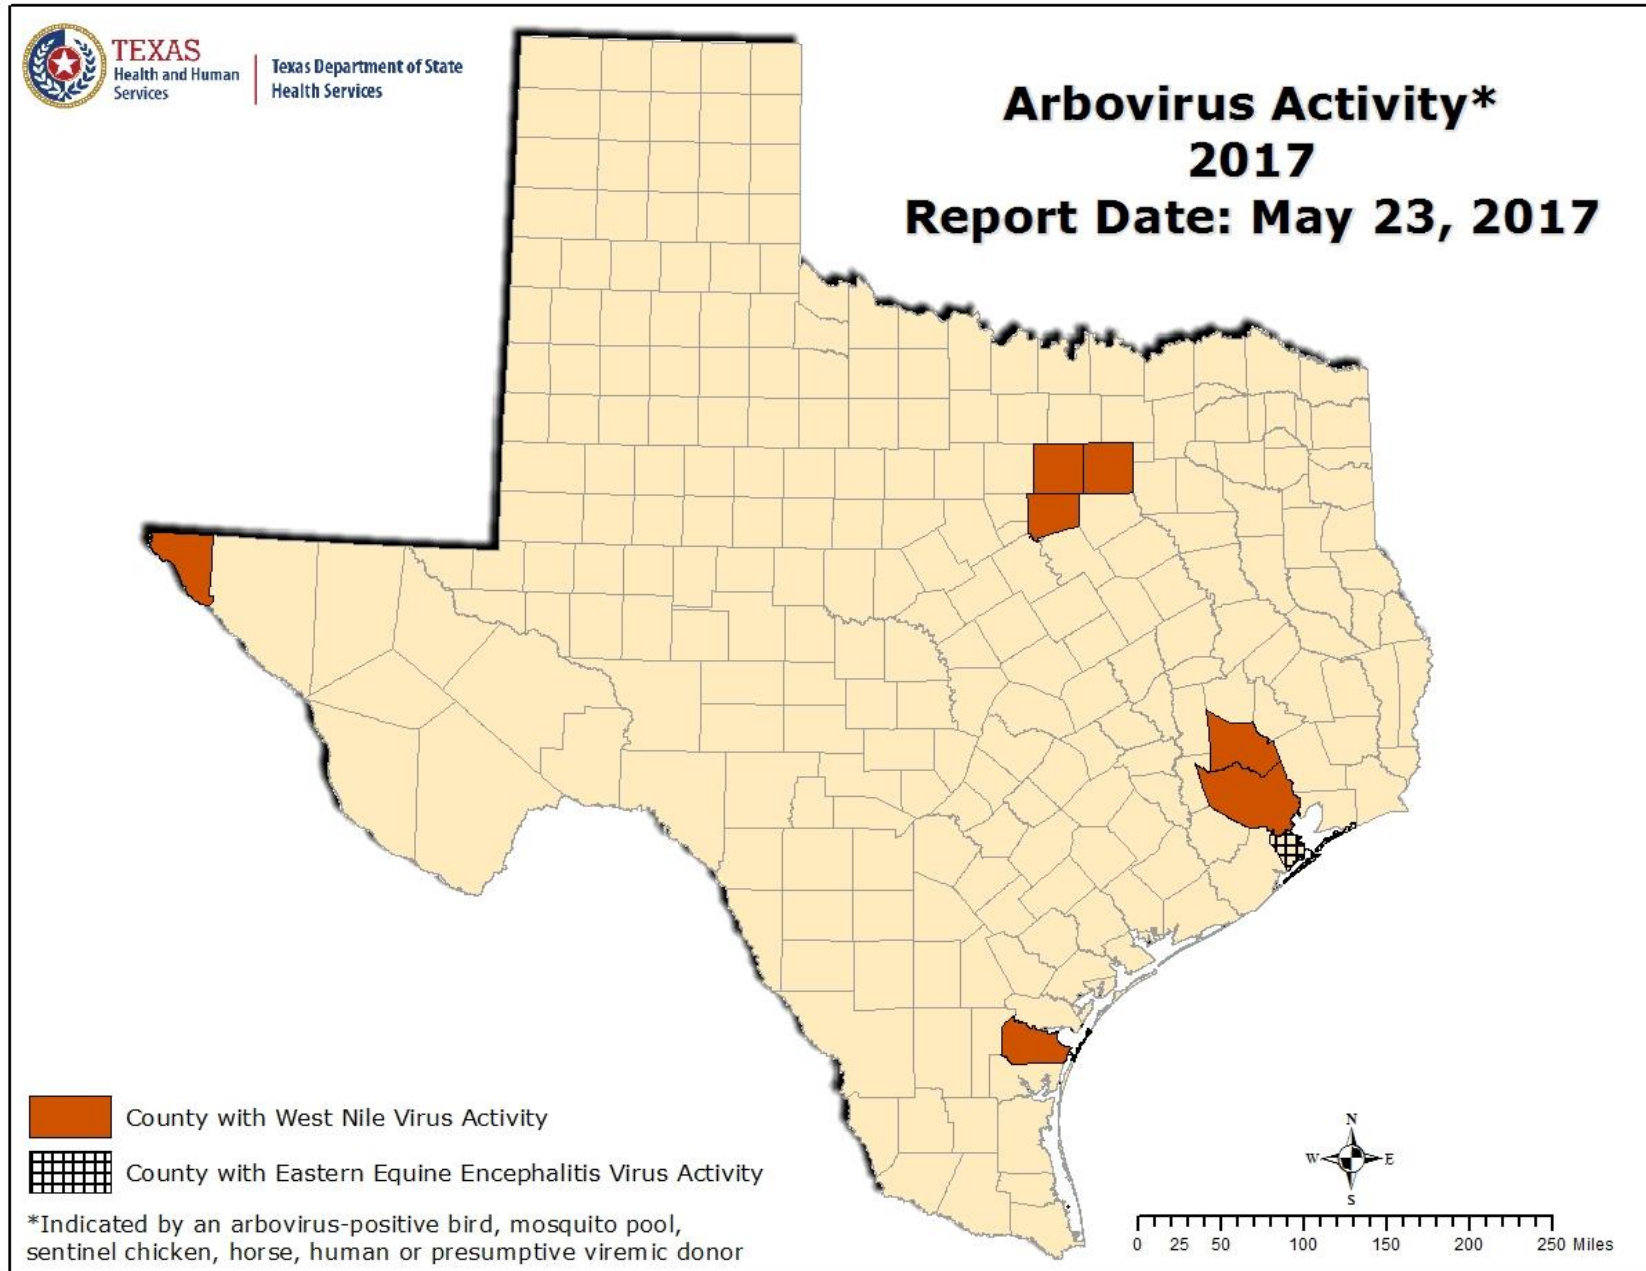 TEXAS
Health and Human
Services
Texas Department of State
Health Services
Arbovirus Activity*
2017
Report Date: May 23, 2017
County with West Nile Virus Activity
County with Eastern Equine Encephalitis Virus Activity
*Indicated by an arbovirus-positive bird, mosquito pool,
sentinel chicken, horse, human or presumptive viremic donor
N
W E
S
0 25 50 100 150 200 250 Miles